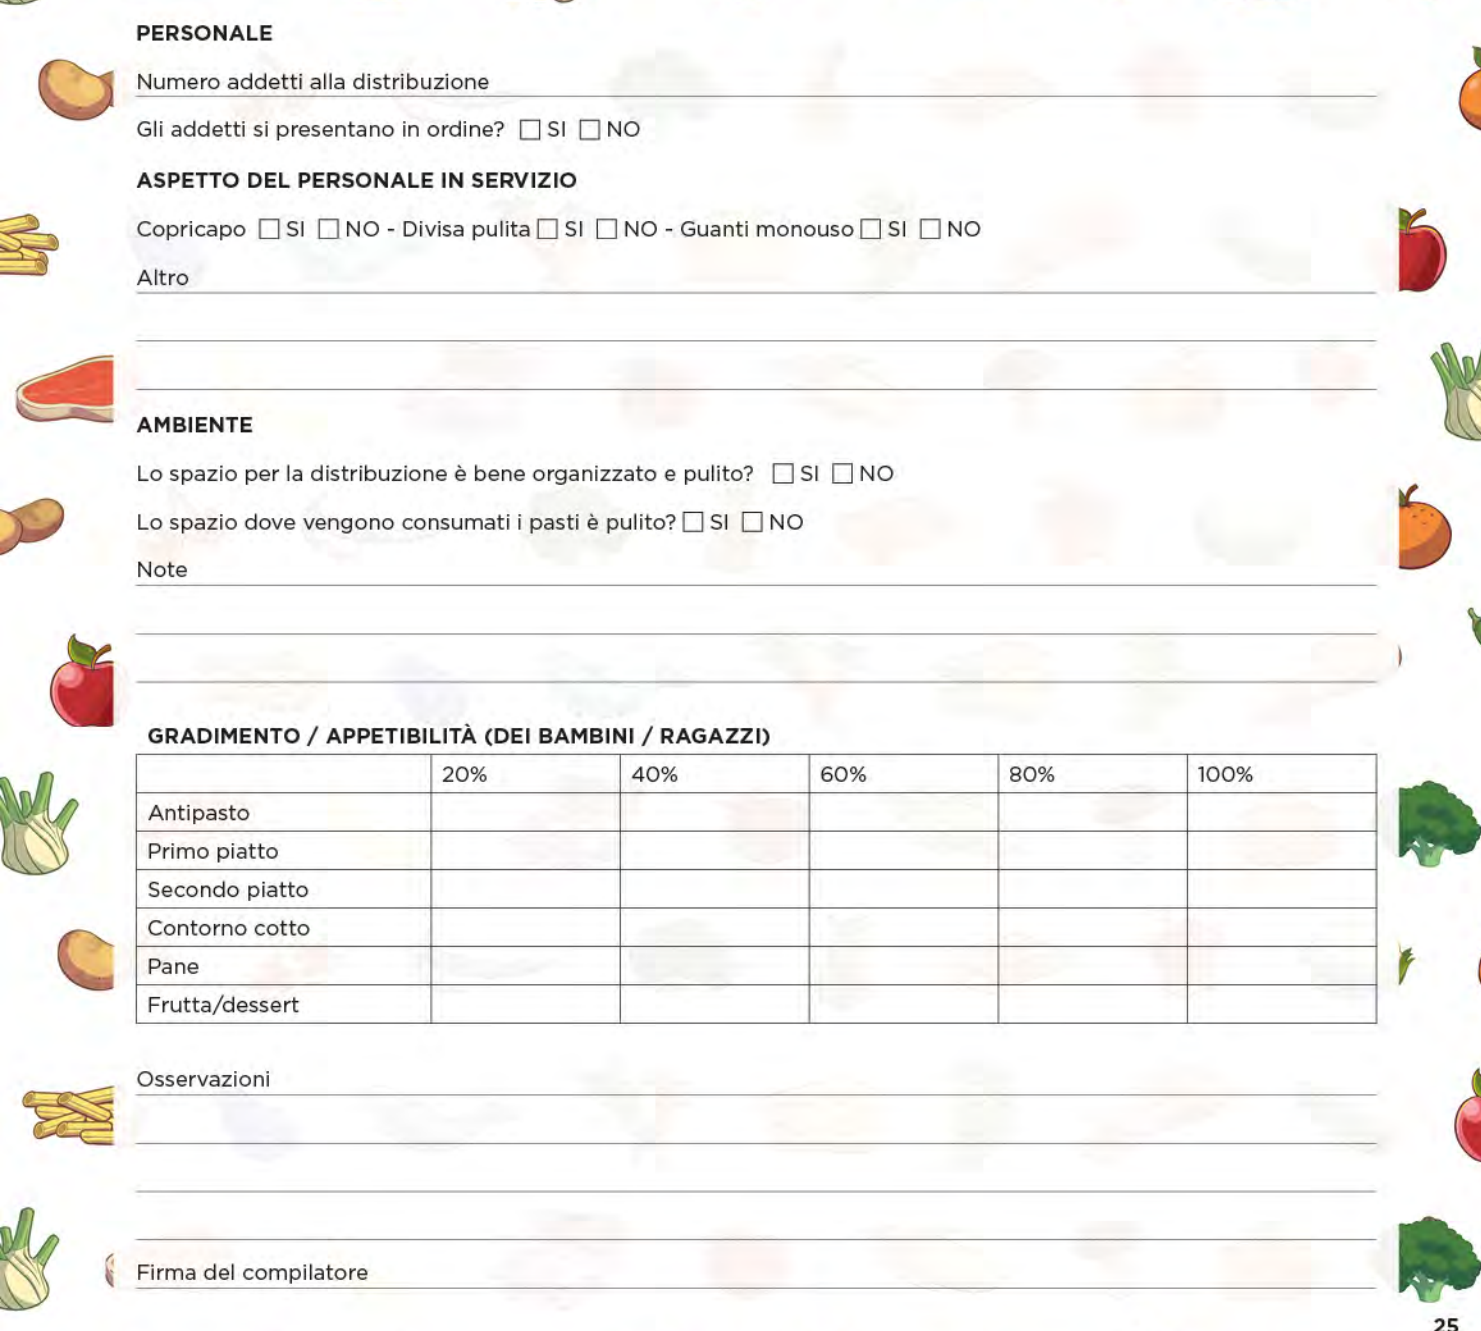 PERSONALE
Numero addetti alla distribuzione
Gli addetti si presentano in ordine? □ SI □ NO
ASPETTO DEL PERSONALE IN SERVIZIO
Copricapo □ SI □ NO - Divisa pulita □ SI □ NO - Guanti monouso □ SI □ NO
Altro
AMBIENTE
Lo spazio per la distribuzione è bene organizzato e pulito? □ SI □ NO
Lo spazio dove vengono consumati i pasti è pulito? □ SI □ NO
Note
GRADIMENTO / APPETIBILITÀ (DEI BAMBINI / RAGAZZI)
20% 40% 60% 80% 100%
Antipasto
Primo piatto
Secondo piatto
Contorno cotto
Pane
Frutta/dessert
Osservazioni
Firma del compilatore
25